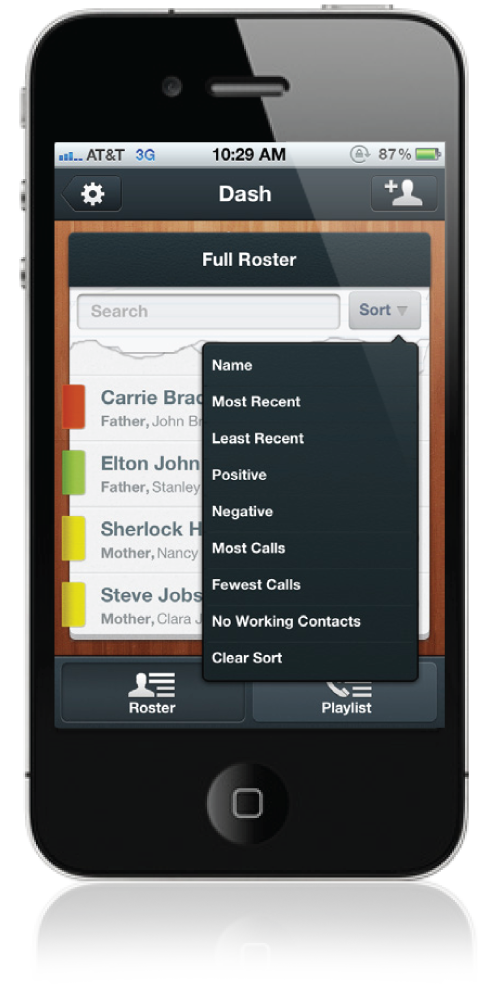 AT&T 3G 10:29 AM 87%
Dash
Full Roster
Search
Sort
Name
Most Recent
Least Recent
Positive
Negative
Most Calls
Fewest Calls
No Working Contacts
Clear Sort
Carrie Brad
Father, John Br
Elton John
Father, Stanley
Sherlock H
Mother, Nancy
Steve Jobs
Mother, Clara J
Roster
Playlist